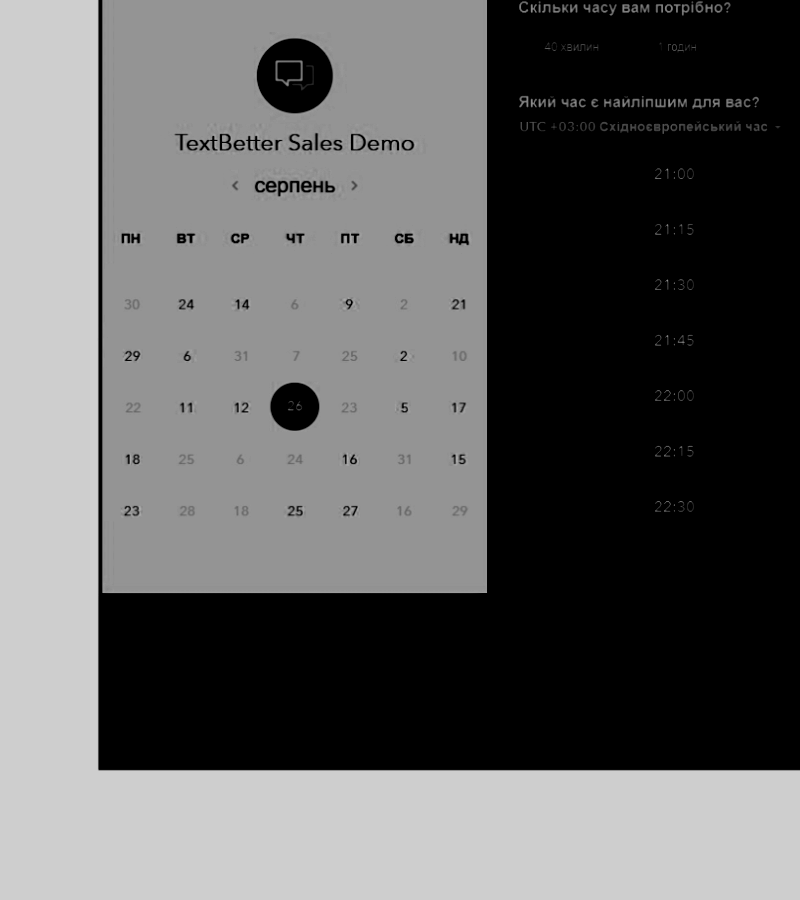 TextBetter Sales Demo
< серпень >
ПН ВТ СР ЧТ ПТ СБ НД
30 24 14 6 9 2 21
29 6 31 7 25 2 10
22 11 12 26 23 5 17
18 25 6 24 16 31 15
23 28 18 25 27 16 29
Скільки часу вам потрібно?
40 хвилин 1 годин
Який час є найліпшим для вас?
UTC +03:00 Східноєвропейський час
21:00
21:15
21:30
21:45
22:00
22:15
22:30